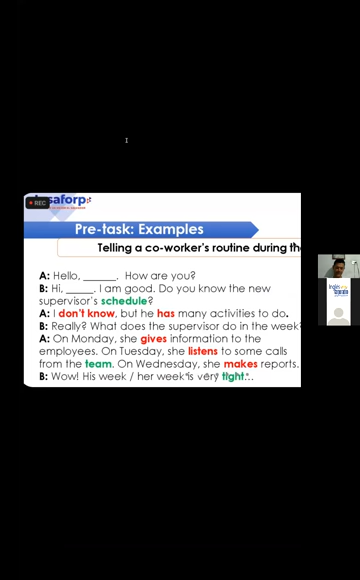 REC
saforp
Pre-task: Examples
Telling a co-worker's routine during the
A: Hello, ______. How are you?
B: Hi, _____. I am good. Do you know the new
supervisor's schedule?
A: I don't know, but he has many activities to do.
B: Really? What does the supervisor do in the week?
A: On Monday, she gives information to the
employees. On Tuesday, she listens to some calls
from the team. On Wednesday, she makes reports.
B: Wow! His week / her week is very tight...
Inglés